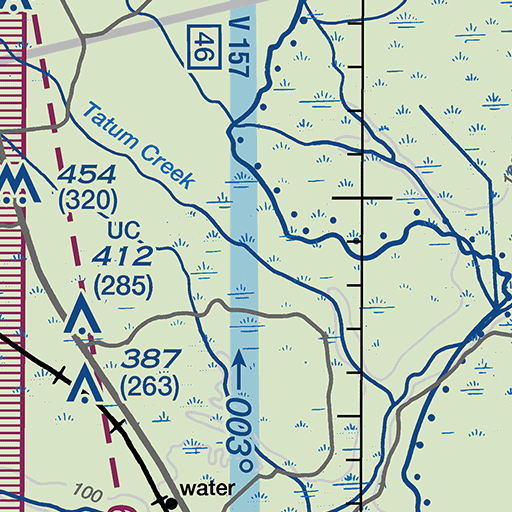 V 157
46
Tatum Creek
454
(320)
UC
412
(285)
387
(263)
003°
100
water